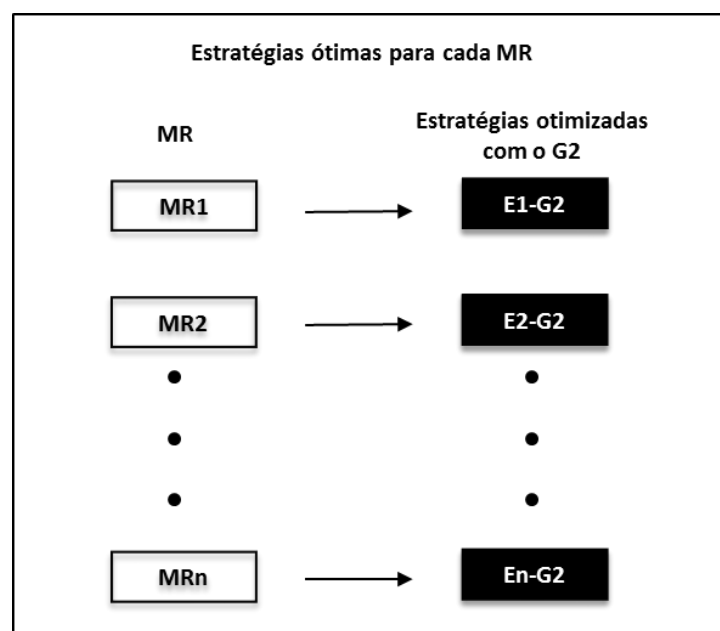 Estratégias ótimas para cada MR
MR
Estratégias otimizadas
com o G2
MR1
E1-G2
MR2
E2-G2
MRn
En-G2